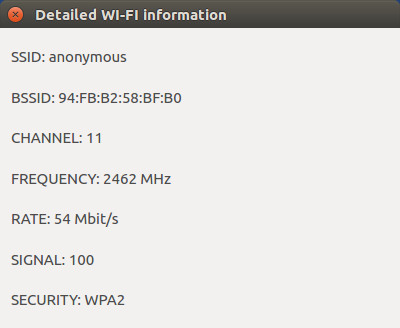 Detailed WI-FI information
SSID: anonymous
BSSID: 94:FB:B2:58:BF:B0
CHANNEL: 11
FREQUENCY: 2462 MHz
RATE: 54 Mbit/s
SIGNAL: 100
SECURITY: WPA2